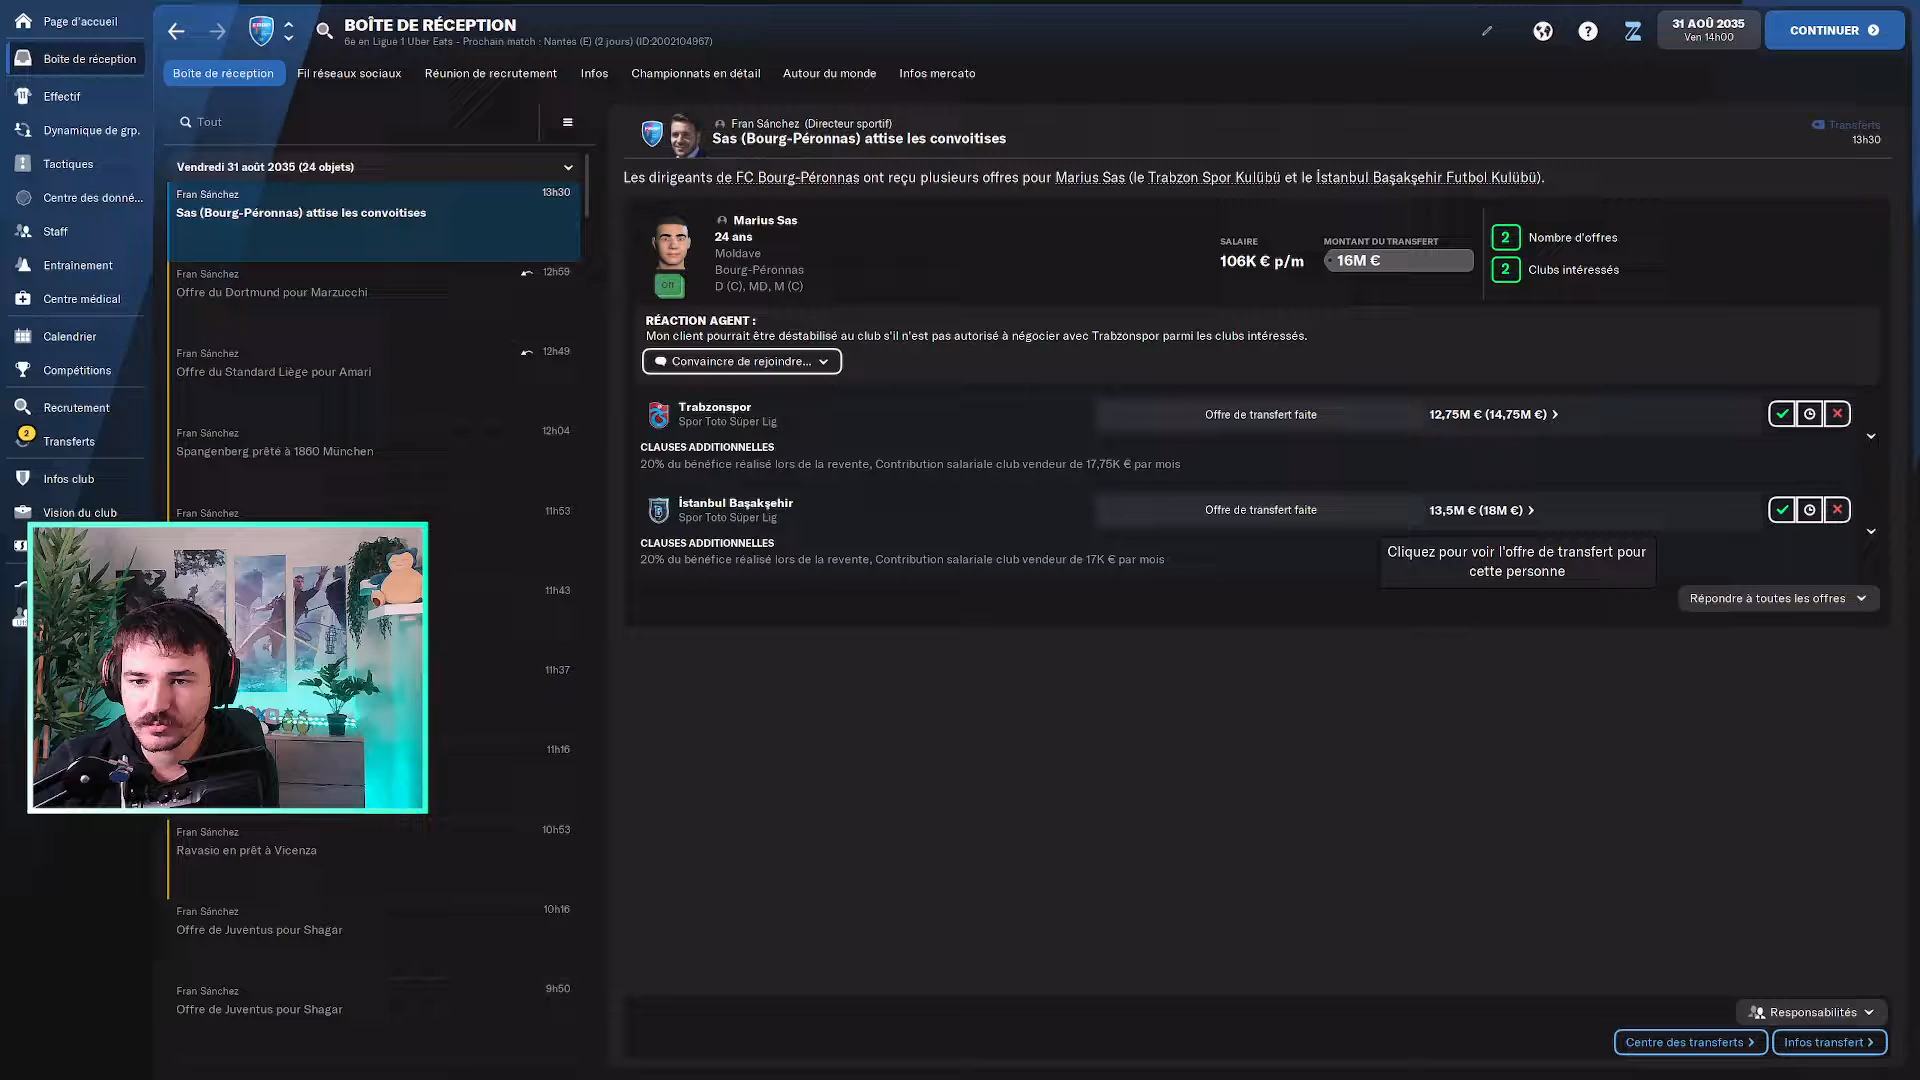 Page d'accueil
Boîte de réception
Effectif
Dynamique de grp.
Tactiques
Centre des donné...
Staff
Entraînement
Centre médical
Calendrier
Compétitions
Recrutement
2
Transferts
Infos club
Vision du club
BOÎTE DE RÉCEPTION
6e en Ligue 1 Uber Eats - Prochain match : Nantes (E) (2 jours) (ID:2002104967)
31 AOÛ 2035
Ven 14h00
CONTINUER
Boîte de réception
Fil réseaux sociaux
Réunion de recrutement
Infos
Championnats en détail
Autour du monde
Infos mercato
Tout
Vendredi 31 août 2035 (24 objets)
Fran Sánchez
13h30
Sas (Bourg-Péronnas) attise les convoitises
Fran Sánchez
12h59
Offre du Dortmund pour Marzucchi
Fran Sánchez
12h49
Offre du Standard Liège pour Amari
Fran Sánchez
12h04
Spangenberg prêté à 1860 München
Fran Sánchez
11h53
11h43
11h37
11h16
Fran Sánchez
10h53
Ravasio en prêt à Vicenza
Fran Sánchez
10h16
Offre de Juventus pour Shagar
Fran Sánchez
9h50
Offre de Juventus pour Shagar
Fran Sánchez (Directeur sportif)
Sas (Bourg-Péronnas) attise les convoitises
Transferts
13h30
Les dirigeants de FC Bourg-Péronnas ont reçu plusieurs offres pour Marius Sas (le Trabzon Spor Kulübü et le İstanbul Başakşehir Futbol Kulübü).
Marius Sas
24 ans
Moldave
Bourg-Péronnas
D (C), MD, M (C)
Off
SALAIRE
106K € p/m
MONTANT DU TRANSFERT
16M €
2 Nombre d'offres
2 Clubs intéressés
RÉACTION AGENT :
Mon client pourrait être déstabilisé au club s'il n'est pas autorisé à négocier avec Trabzonspor parmi les clubs intéressés.
Convaincre de rejoindre...
Trabzonspor
Spor Toto Süper Lig
Offre de transfert faite
12,75M € (14,75M €)
CLAUSES ADDITIONNELLES
20% du bénéfice réalisé lors de la revente, Contribution salariale club vendeur de 17,75K € par mois
İstanbul Başakşehir
Spor Toto Süper Lig
Offre de transfert faite
13,5M € (18M €)
CLAUSES ADDITIONNELLES
20% du bénéfice réalisé lors de la revente, Contribution salariale club vendeur de 17K € par mois
Cliquez pour voir l'offre de transfert pour
cette personne
Répondre à toutes les offres
Responsabilités
Centre des transferts
Infos transfert